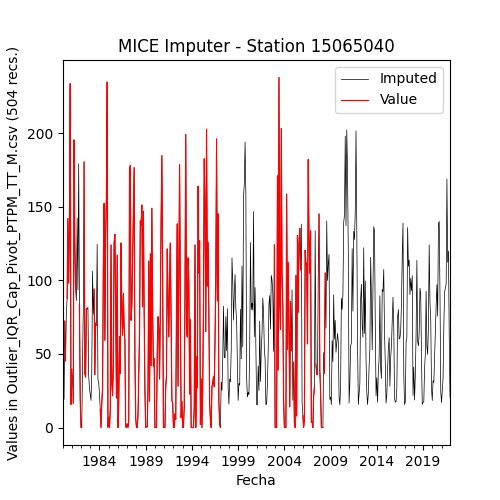 MICE Imputer - Station 15065040
Imputed
Value
Values in Outlier_IQR_Cap_Pivot_PTPM_TT_M.csv (504 recs.)
200
150
100
50
0
1984 1989 1994 1999 2004 2009 2014 2019
Fecha